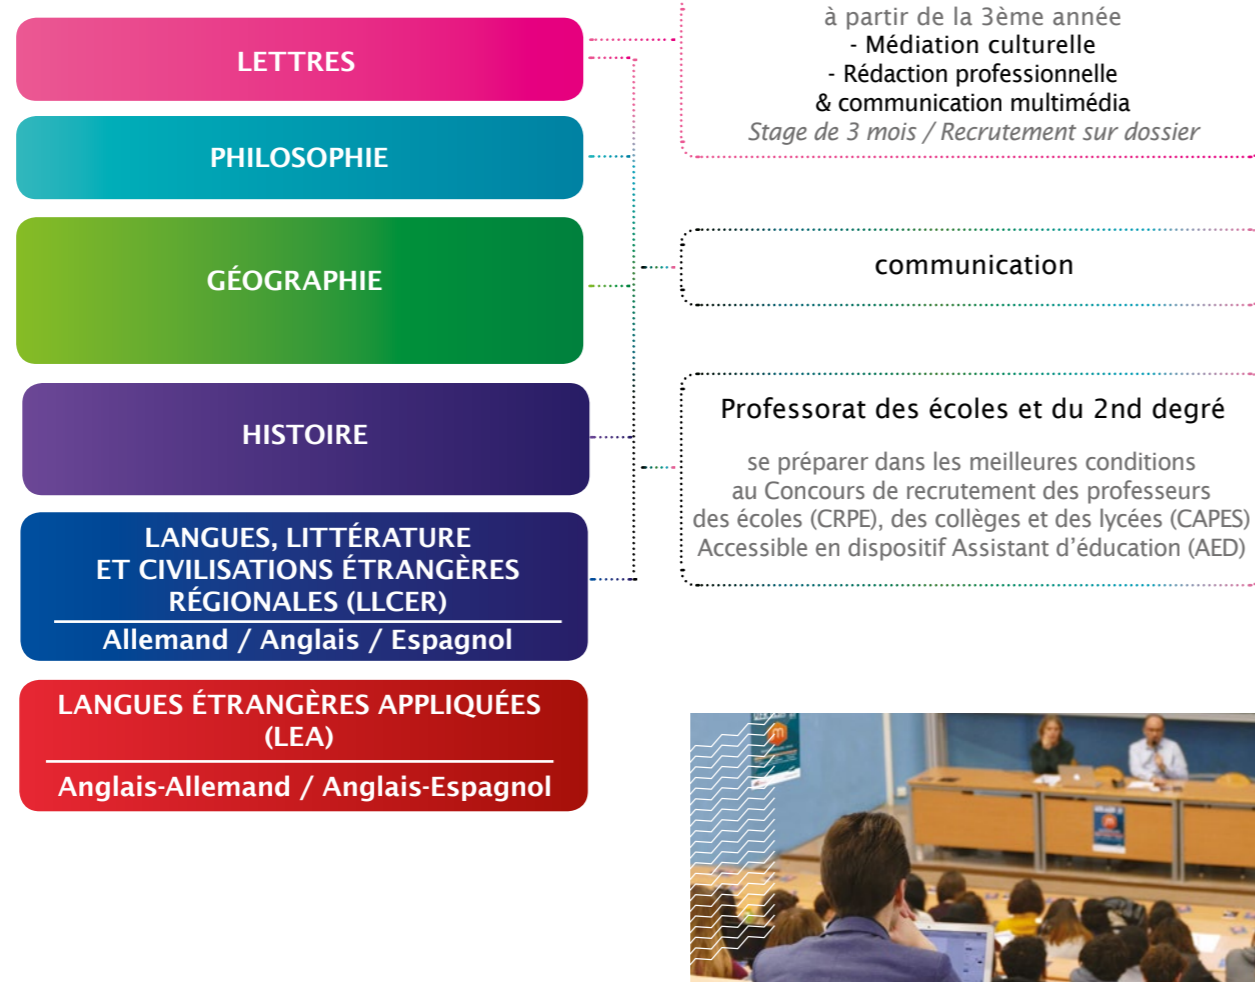 LETTRES
PHILOSOPHIE
GÉOGRAPHIE
HISTOIRE
LANGUES, LITTÉRATURE
ET CIVILISATIONS ÉTRANGÈRES
RÉGIONALES (LLCER)
Allemand / Anglais / Espagnol
LANGUES ÉTRANGÈRES APPLIQUÉES
(LEA)
Anglais-Allemand / Anglais-Espagnol
à partir de la 3ème année
- Médiation culturelle
- Rédaction professionnelle
& communication multimédia
Stage de 3 mois / Recrutement sur dossier
communication
Professorat des écoles et du 2nd degré
se préparer dans les meilleures conditions
au Concours de recrutement des professeurs
des écoles (CRPE), des collèges et des lycées (CAPES)
Accessible en dispositif Assistant d’éducation (AED)